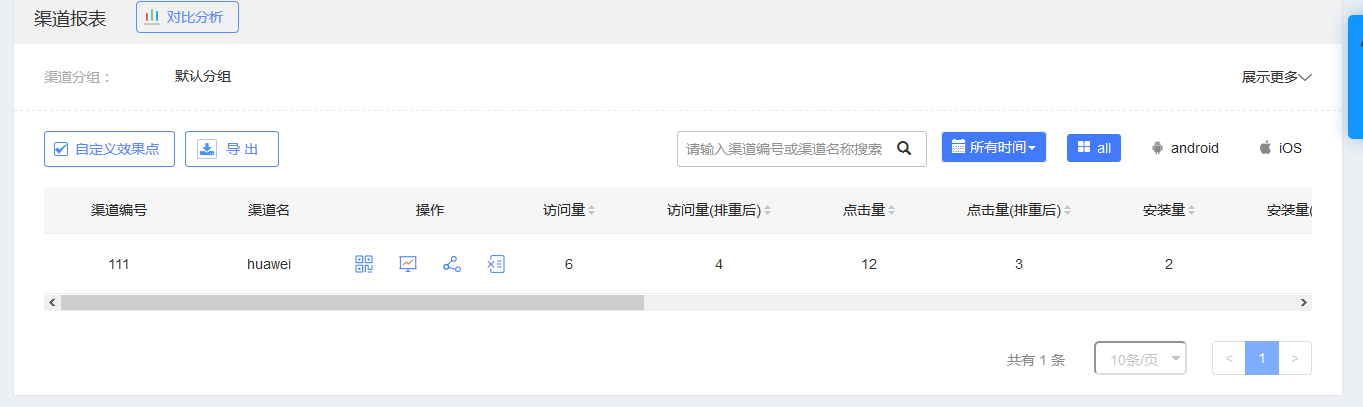 渠道报表 对比分析
渠道分组： 默认分组 展示更多
自定义效果点 导 出 请输入渠道编号或渠道名称搜索 所有时间 all android iOS
渠道编号 渠道名 操作 访问量 访问量(排重后) 点击量 点击量(排重后) 安装量 安装量(
111 huawei 6 4 12 3 2
共有 1 条 10条/页 < 1 >